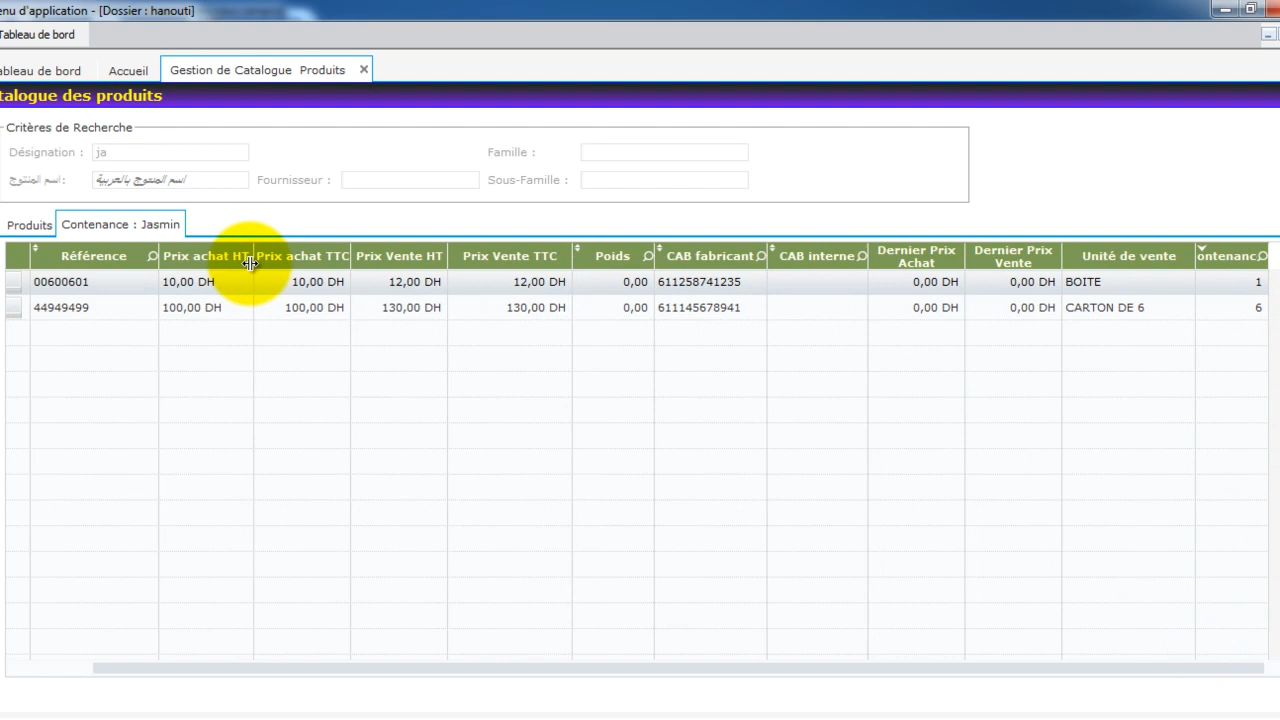 enu d'application - [Dossier : hanouti]
Tableau de bord
ableau de bord Accueil Gestion de Catalogue Produits
talogue des produits
Critères de Recherche
Désignation : ja Famille :
اسم المنتوج: اسم المنتوج بالعربية Fournisseur : Sous-Famille :
Produits Contenance : Jasmin
Référence Prix achat HT Prix achat TTC Prix Vente HT Prix Vente TTC Poids CAB fabricant CAB interne Dernier Prix Achat Dernier Prix Vente Unité de vente ontenanc
00600601 10,00 DH 10,00 DH 12,00 DH 12,00 DH 0,00 611258741235 0,00 DH 0,00 DH BOITE 1
44949499 100,00 DH 100,00 DH 130,00 DH 130,00 DH 0,00 611145678941 0,00 DH 0,00 DH CARTON DE 6 6